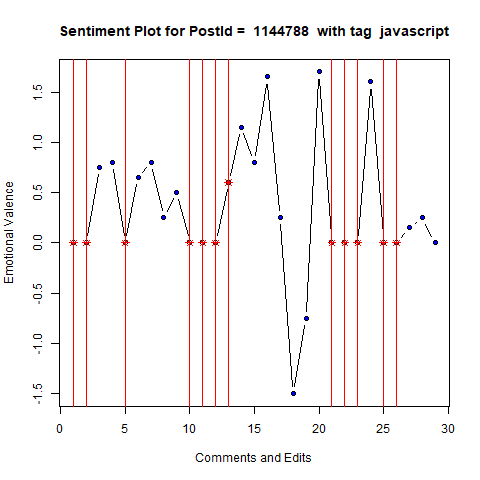 Sentiment Plot for PostId =  1144788  with tag  javascript
Emotional Valence
1.5
1.0
0.5
0.0
-0.5
-1.0
-1.5
0 5 10 15 20 25 30
Comments and Edits